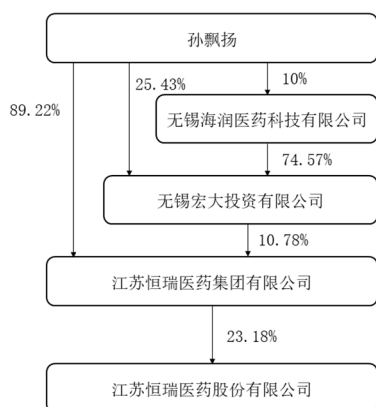 孙飘扬
10%
25.43%
89.22%
无锡海润医药科技有限公司
74.57%
无锡宏大投资有限公司
10.78%
江苏恒瑞医药集团有限公司
23.18%
江苏恒瑞医药股份有限公司